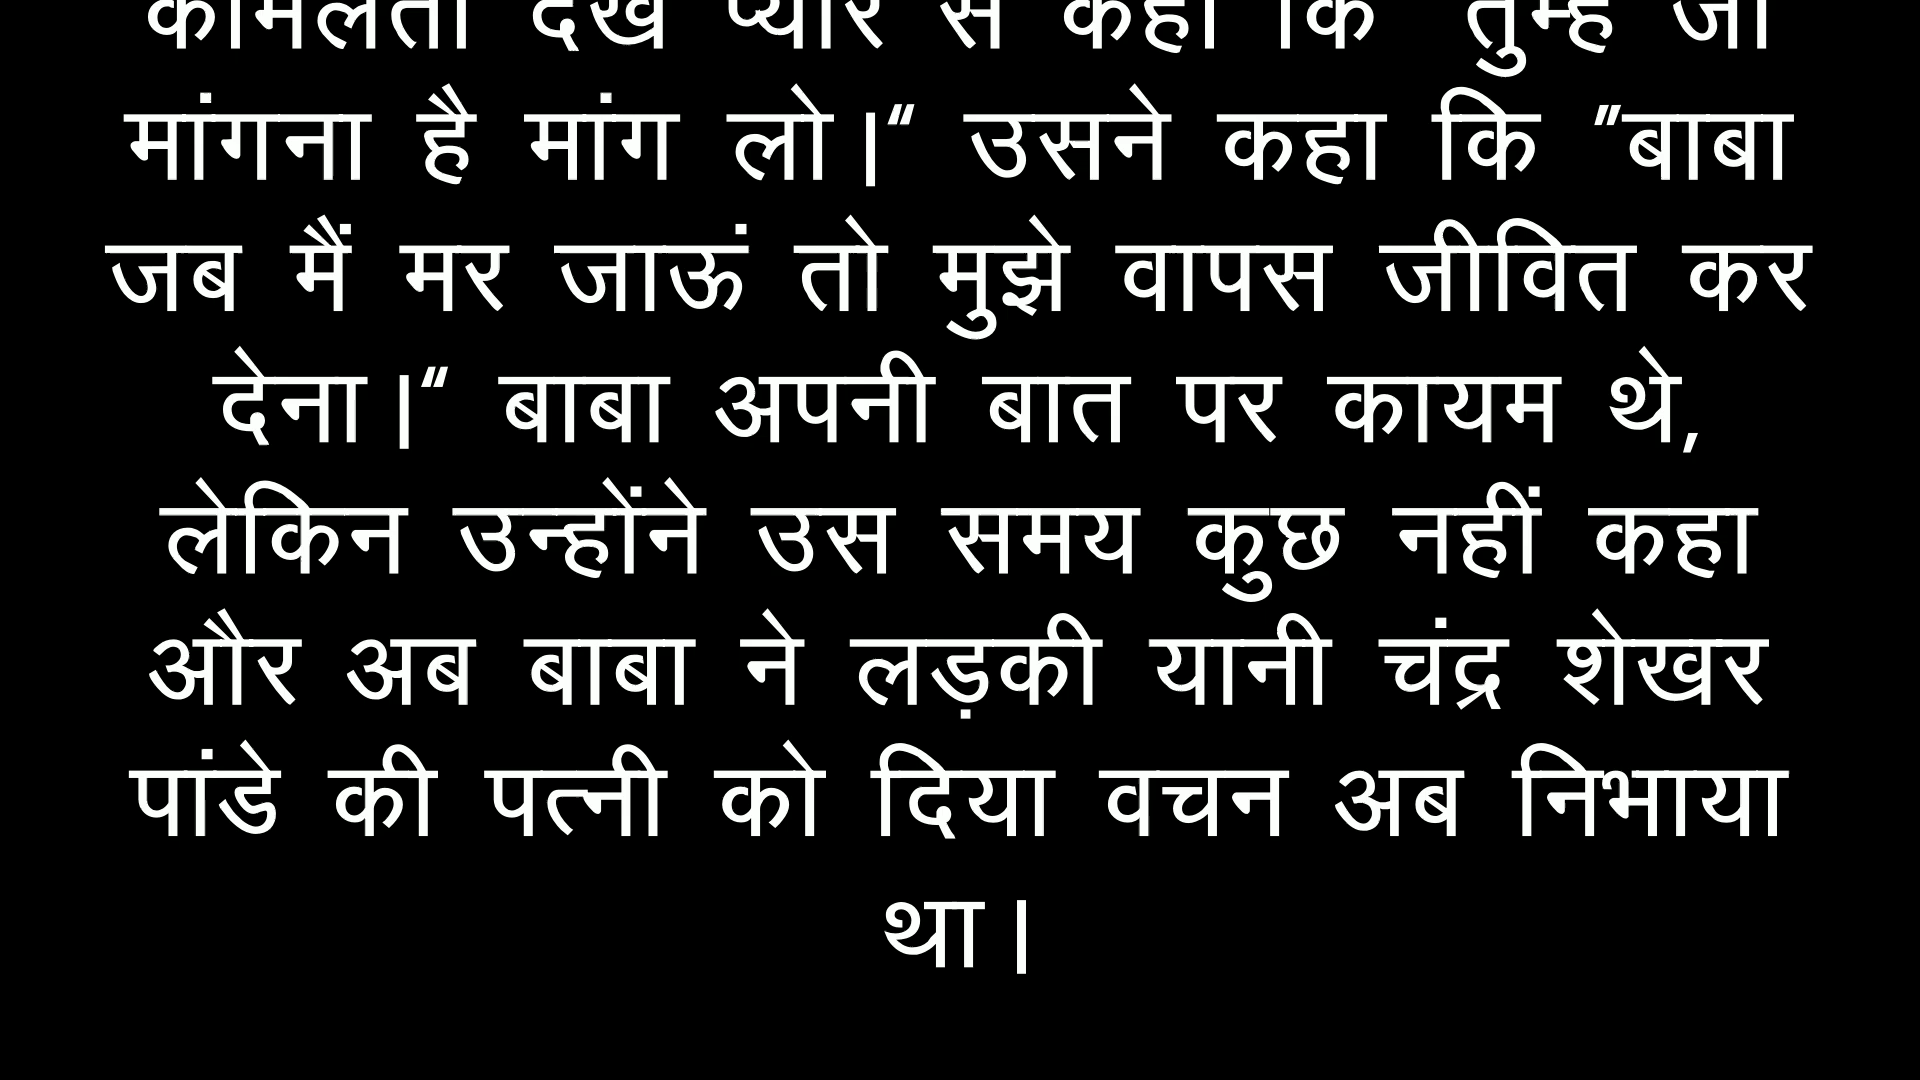 कोमलता देख प्यार से कहा कि "तुम्हें जो
मांगना है मांग लो।" उसने कहा कि "बाबा
जब मैं मर जाऊं तो मुझे वापस जीवित कर
देना।" बाबा अपनी बात पर कायम थे,
लेकिन उन्होंने उस समय कुछ नहीं कहा
और अब बाबा ने लड़की यानी चंद्र शेखर
पांडे की पत्नी को दिया वचन अब निभाया
था।